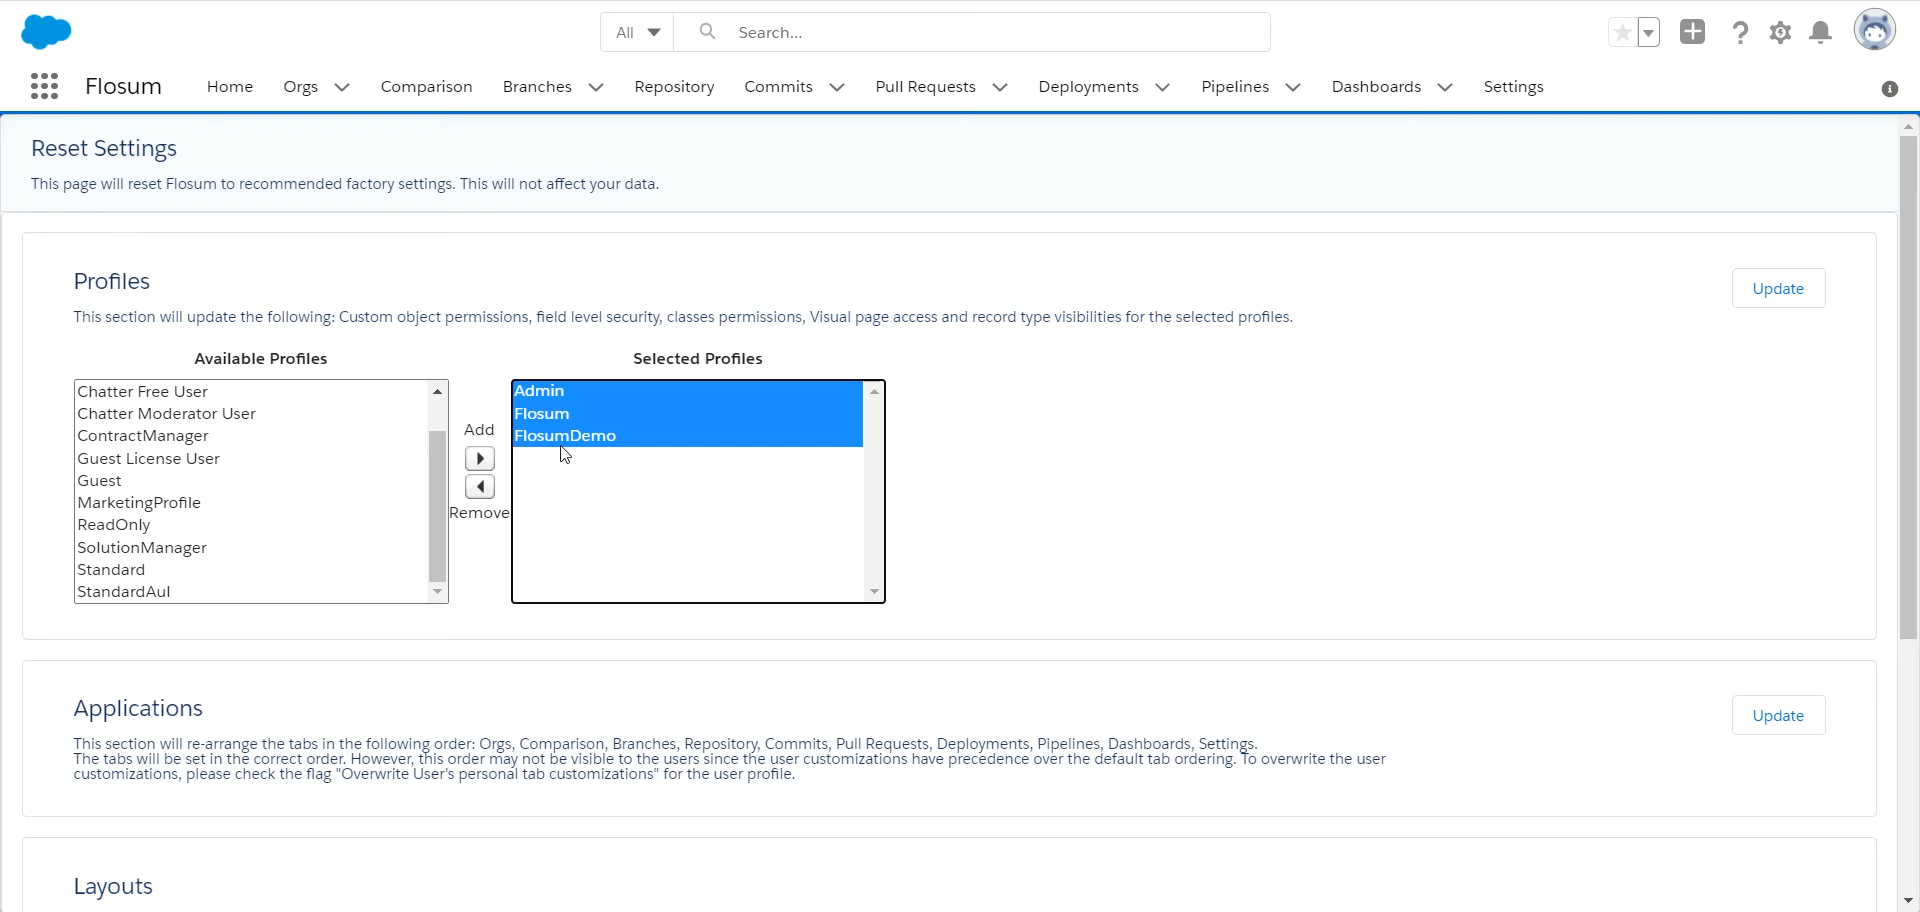 All
Search...
Flosum
Home
Orgs
Comparison
Branches
Repository
Commits
Pull Requests
Deployments
Pipelines
Dashboards
Settings
Reset Settings
This page will reset Flosum to recommended factory settings. This will not affect your data.
Profiles
Update
This section will update the following: Custom object permissions, field level security, classes permissions, Visual page access and record type visibilities for the selected profiles.
Available Profiles
Chatter Free User
Chatter Moderator User
ContractManager
Guest License User
Guest
MarketingProfile
ReadOnly
SolutionManager
Standard
StandardAul
Add
Remove
Selected Profiles
Admin
Flosum
FlosumDemo
Applications
Update
This section will re-arrange the tabs in the following order: Orgs, Comparison, Branches, Repository, Commits, Pull Requests, Deployments, Pipelines, Dashboards, Settings.
The tabs will be set in the correct order. However, this order may not be visible to the users since the user customizations have precedence over the default tab ordering. To overwrite the user
customizations, please check the flag "Overwrite User's personal tab customizations" for the user profile.
Layouts